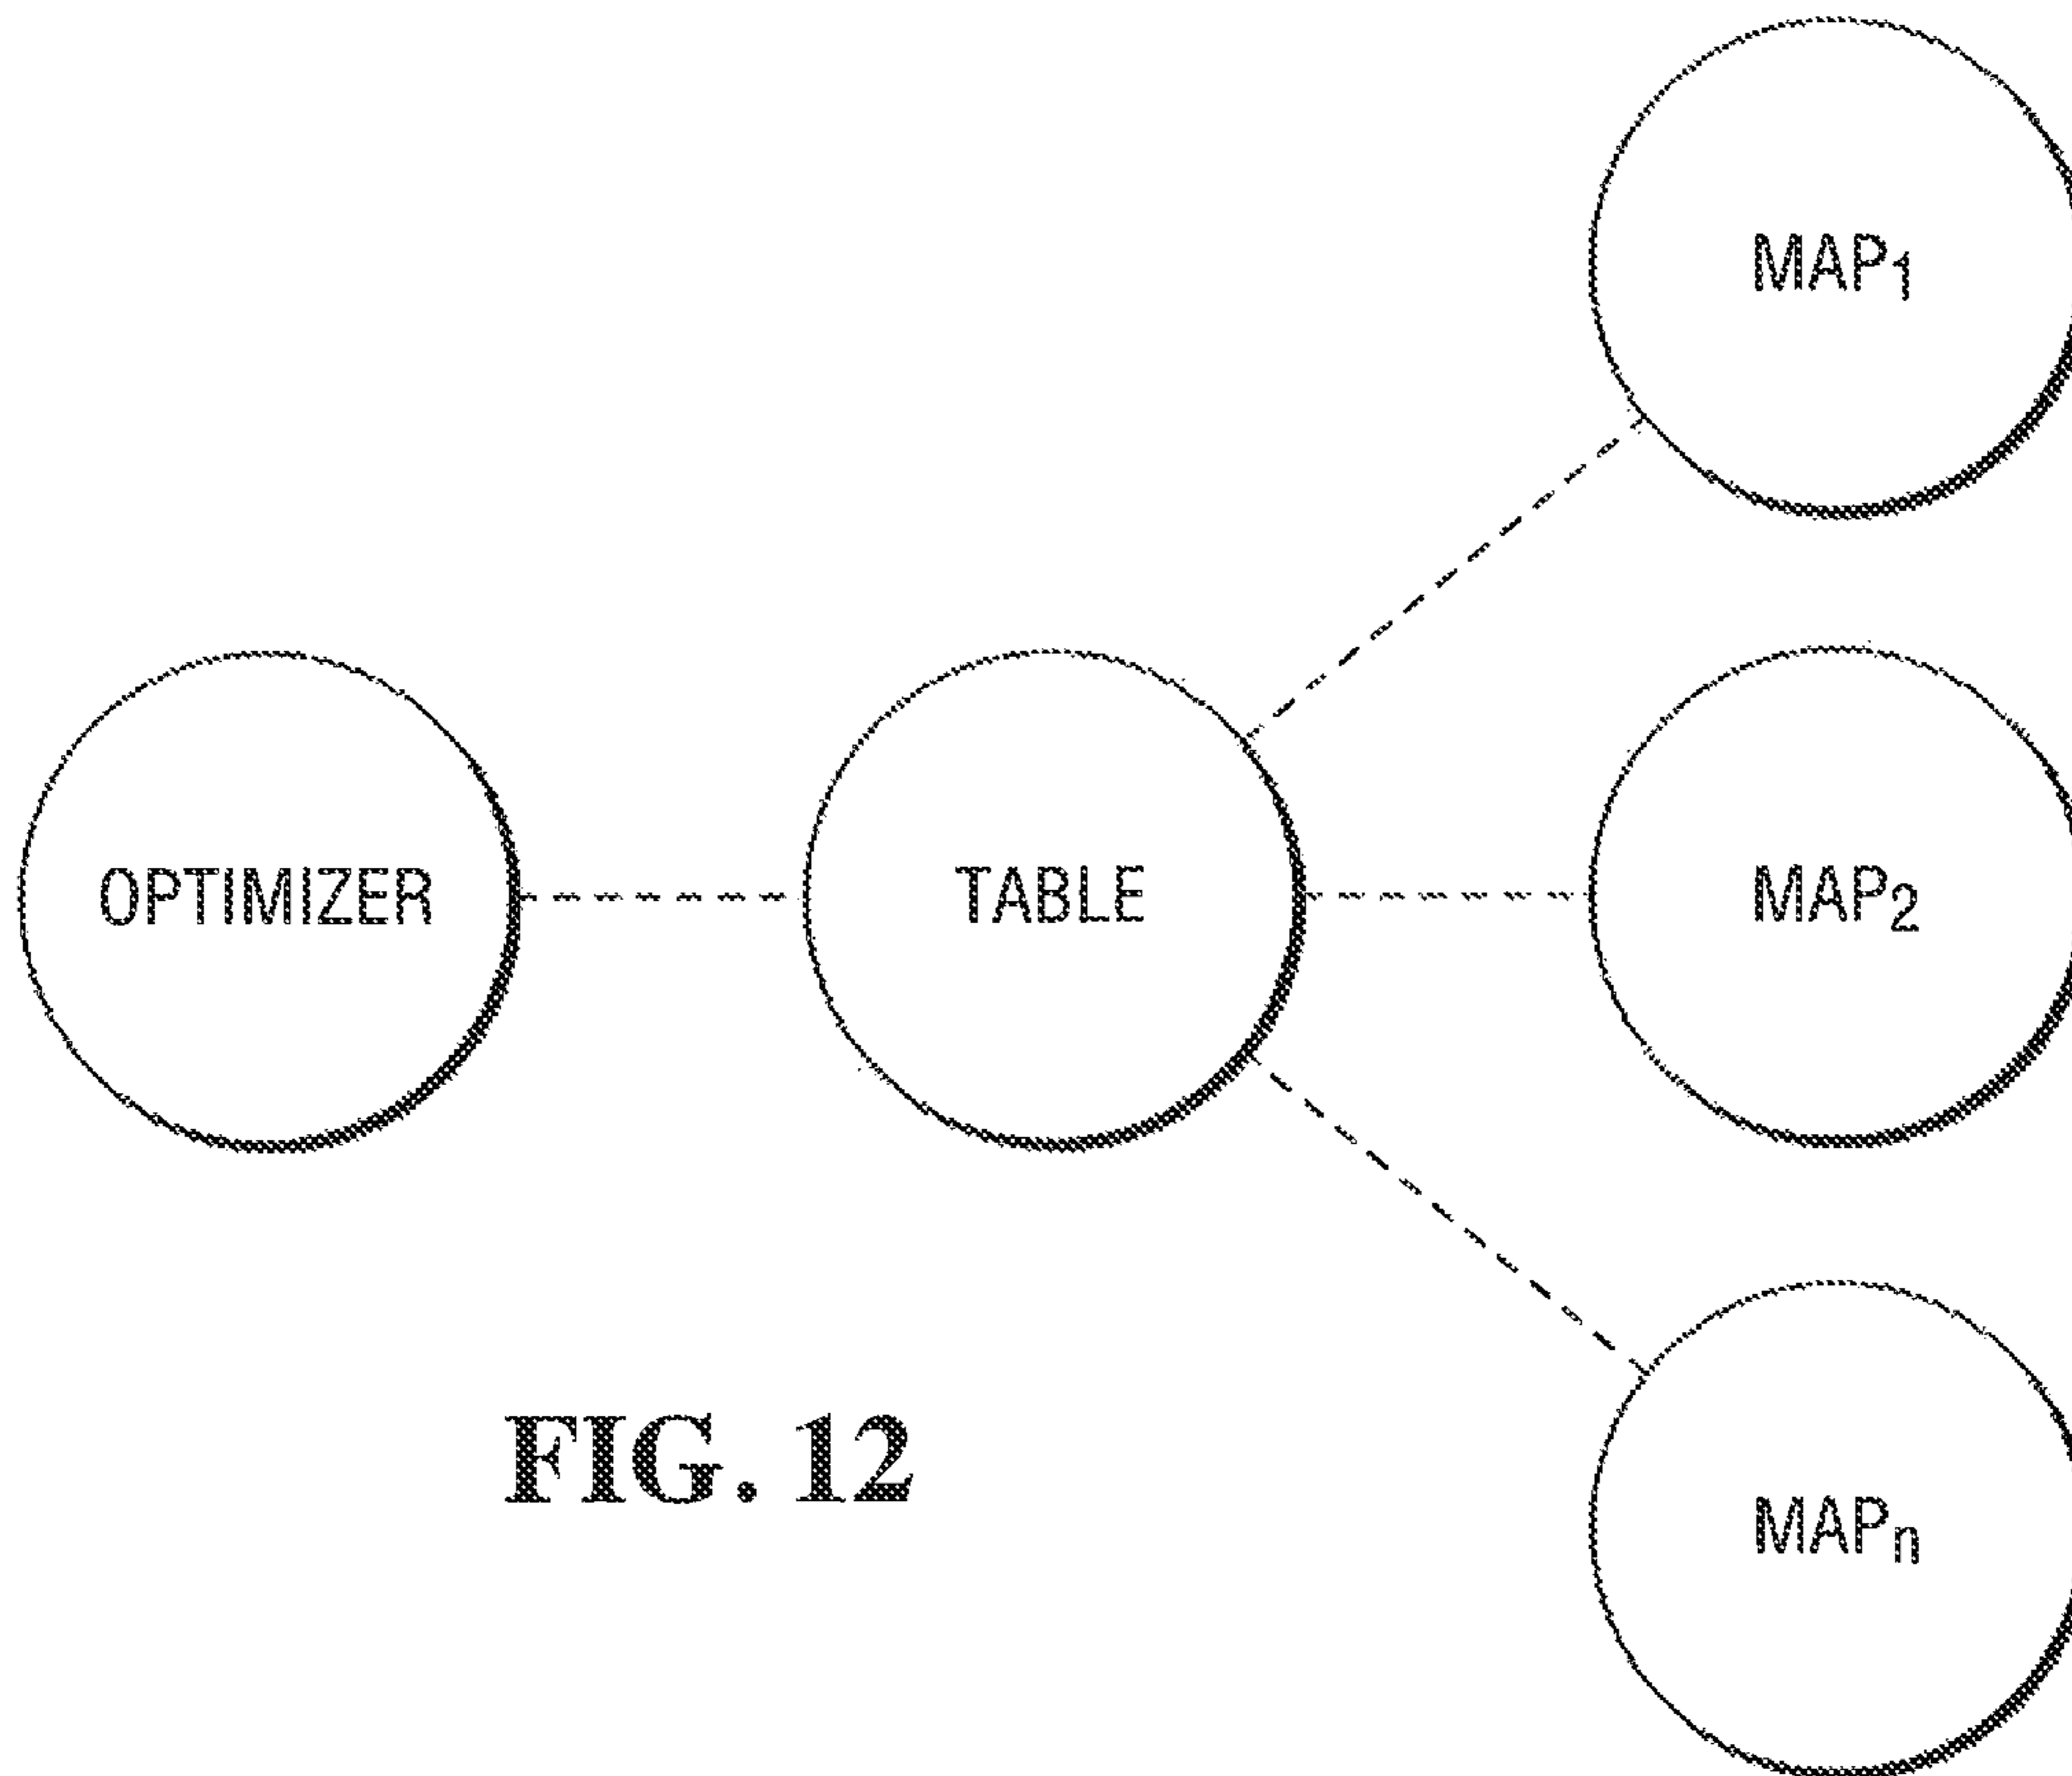 MAP₁
OPTIMIZER
TABLE
MAP₂
MAPₙ
FIG. 12